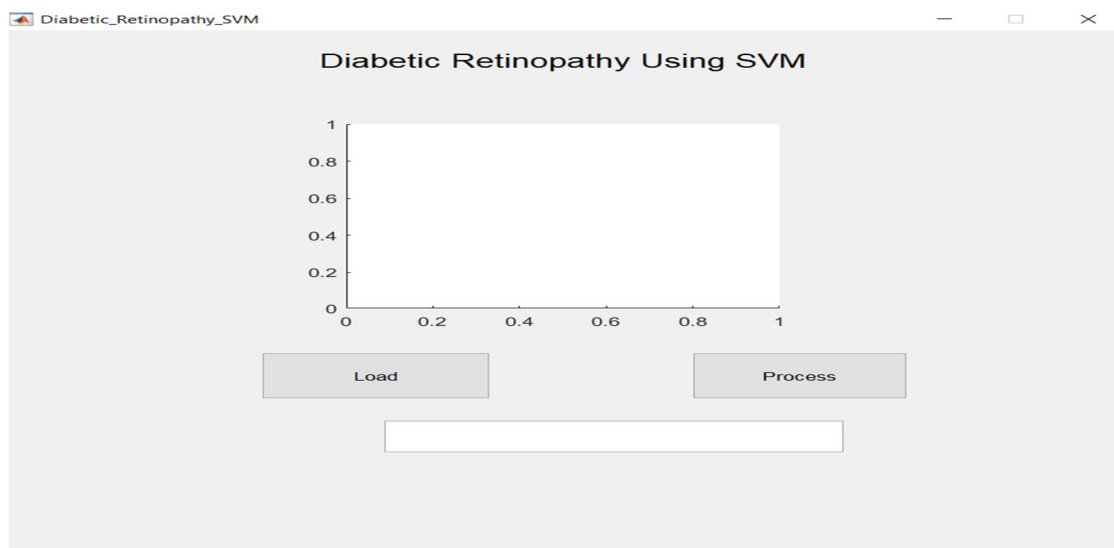 Diabetic_Retinopathy_SVM
Diabetic Retinopathy Using SVM
1
0.8
0.6
0.4
0.2
0
0 0.2 0.4 0.6 0.8 1
Load Process